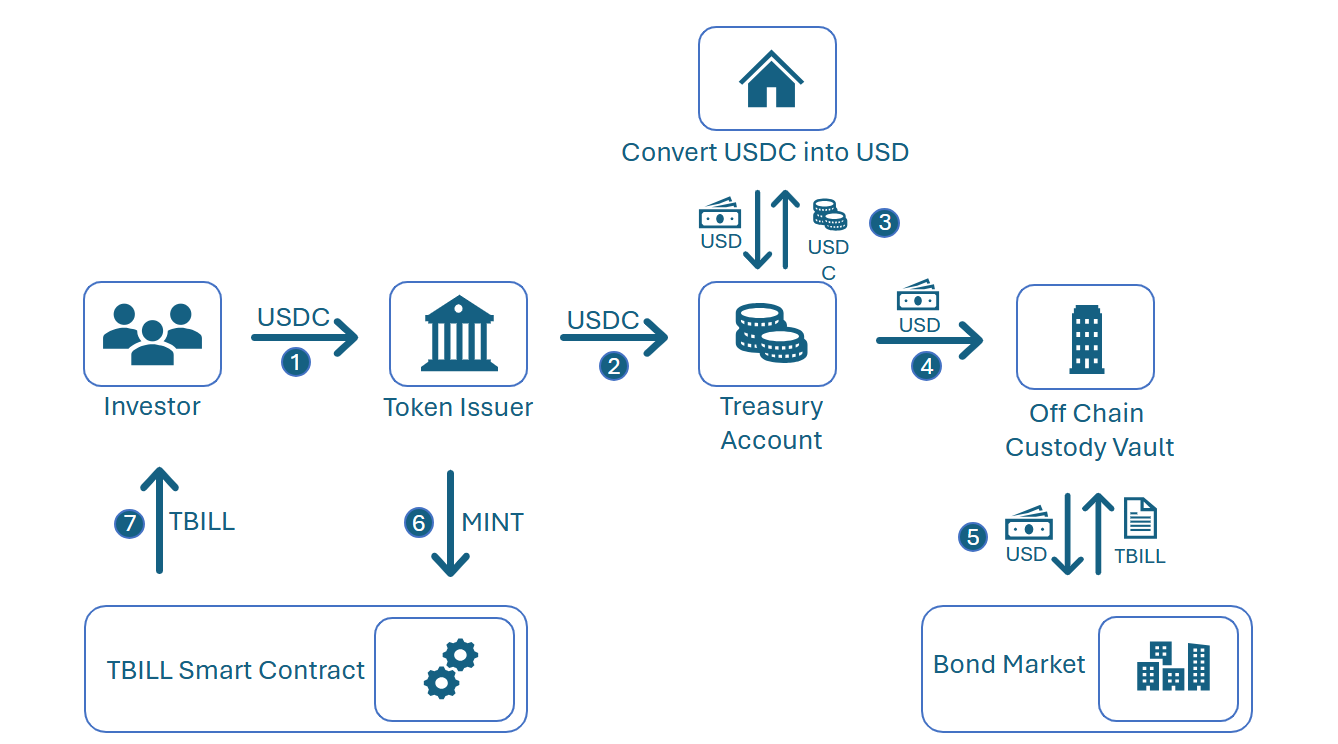 Convert USDC into USD
USD
USD
C
3
USDC
1
USDC
2
USD
4
Investor
Token Issuer
Treasury
Account
Off Chain
Custody Vault
7
TBILL
6
MINT
5
USD
TBILL
TBILL Smart Contract
Bond Market